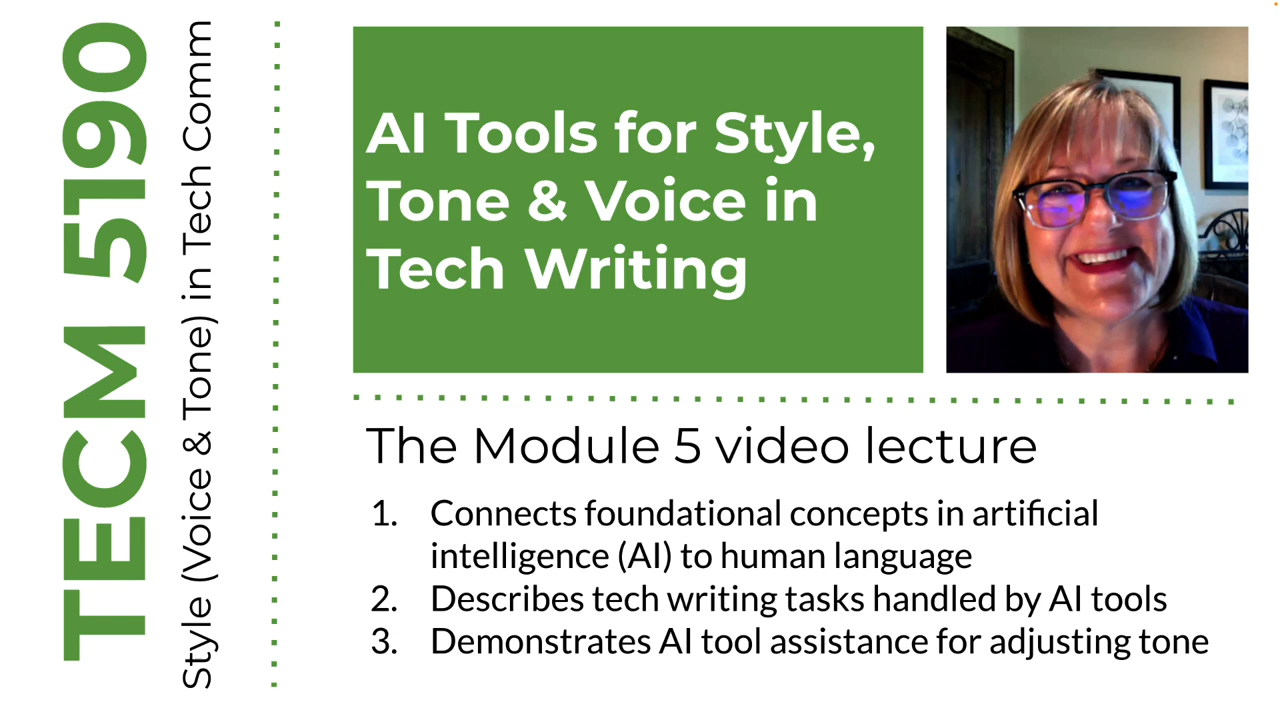 TECM 5190
Style (Voice & Tone) in Tech Comm
AI Tools for Style,
Tone & Voice in
Tech Writing
The Module 5 video lecture
1. Connects foundational concepts in artificial
intelligence (AI) to human language
2. Describes tech writing tasks handled by AI tools
3. Demonstrates AI tool assistance for adjusting tone